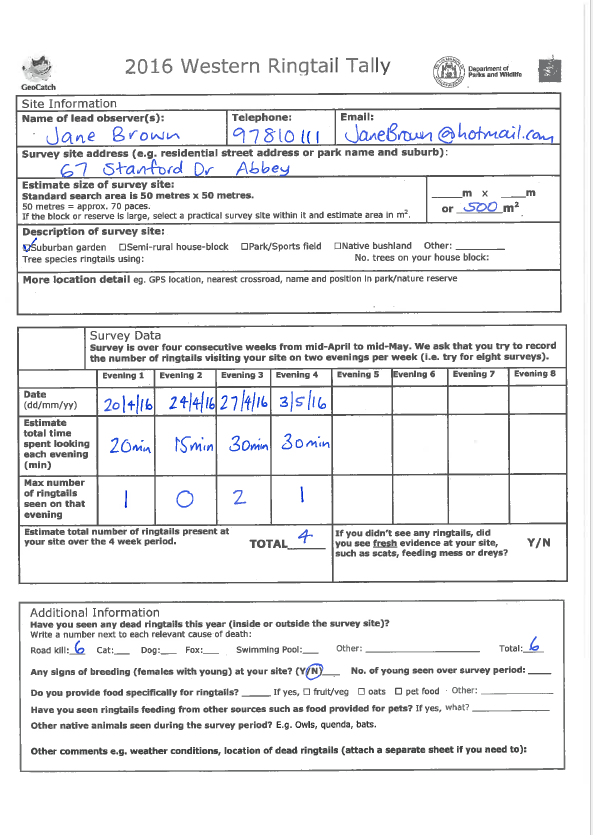 2016 Western Ringtail Tally
GeoCatch
Department of
Parks and Wildlife
Site Information
Name of lead observer(s): Jane Brown
Telephone: 97810111
Email: JaneBrown@hotmail.com
Survey site address (e.g. residential street address or park name and suburb):
67 Stanford Dr Abbey
Estimate size of survey site:
Standard search area is 50 metres x 50 metres.
50 metres = approx. 70 paces.
If the block or reserve is large, select a practical survey site within it and estimate area in m².
____m x ____m
or 500 m²
Description of survey site:
☑Suburban garden ☐Semi-rural house-block ☐Park/Sports field ☐Native bushland Other: ________
Tree species ringtails using: No. trees on your house block:
More location detail eg. GPS location, nearest crossroad, name and position in park/nature reserve
Survey Data
Survey is over four consecutive weeks from mid-April to mid-May. We ask that you try to record
the number of ringtails visiting your site on two evenings per week (i.e. try for eight surveys).
Evening 1 Evening 2 Evening 3 Evening 4 Evening 5 Evening 6 Evening 7 Evening 8
Date
(dd/mm/yy) 20/4/16 24/4/16 27/4/16 3/5/16
Estimate
total time
spent looking
each evening
(min) 20min 15min 30min 30min
Max number
of ringtails
seen on that
evening 1 0 2 1
Estimate total number of ringtails present at
your site over the 4 week period. TOTAL 4
If you didn't see any ringtails, did
you see fresh evidence at your site,
such as scats, feeding mess or dreys? Y/N
Additional Information
Have you seen any dead ringtails this year (inside or outside the survey site)?
Write a number next to each relevant cause of death:
Road kill: 6 Cat:___ Dog:___ Fox:___ Swimming Pool:___ Other: ________ Total: 6
Any signs of breeding (females with young) at your site? (Y/N)___ No. of young seen over survey period: ____
Do you provide food specifically for ringtails? _____ If yes, ☐ fruit/veg ☐ oats ☐ pet food Other: ________
Have you seen ringtails feeding from other sources such as food provided for pets? If yes, what? ________
Other native animals seen during the survey period? E.g. Owls, quenda, bats.
Other comments e.g. weather conditions, location of dead ringtails (attach a separate sheet if you need to):